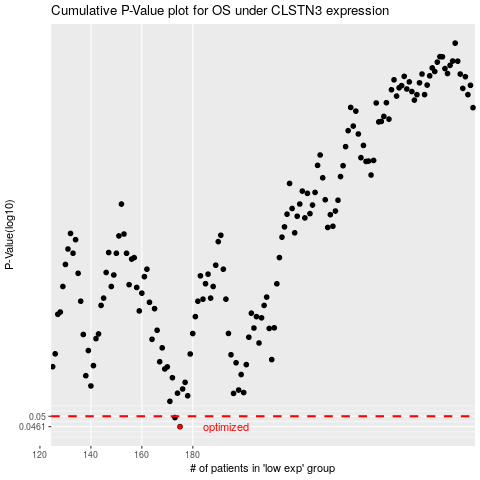 Cumulative P-Value plot for OS under CLSTN3 expression
P-Value(log10)
0.05
0.0461
optimized
120 140 160 180
# of patients in 'low exp' group